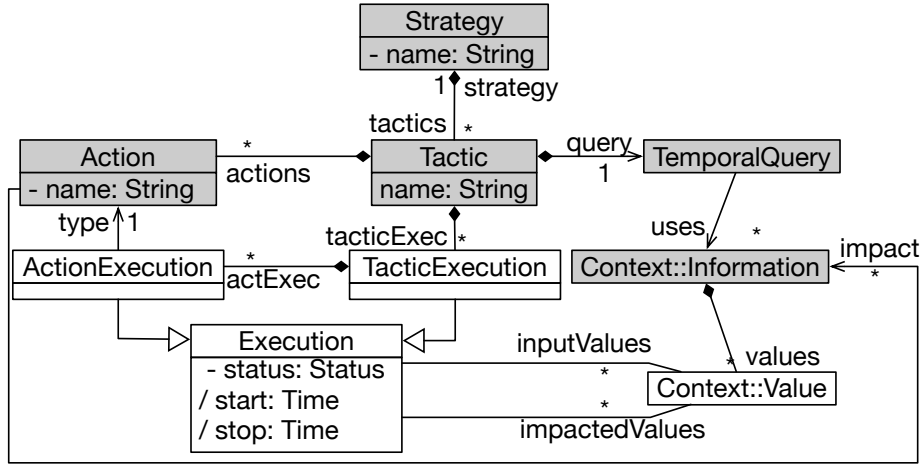 Strategy
- name: String
1 strategy
tactics *
Action
- name: String
* actions
Tactic
name: String
query
1
TemporalQuery
type 1
tacticExec *
uses *
impact
*
ActionExecution
* actExec
TacticExecution
Context::Information
Execution
- status: Status
/ start: Time
/ stop: Time
inputValues
*
* values
Context::Value
*
impactedValues